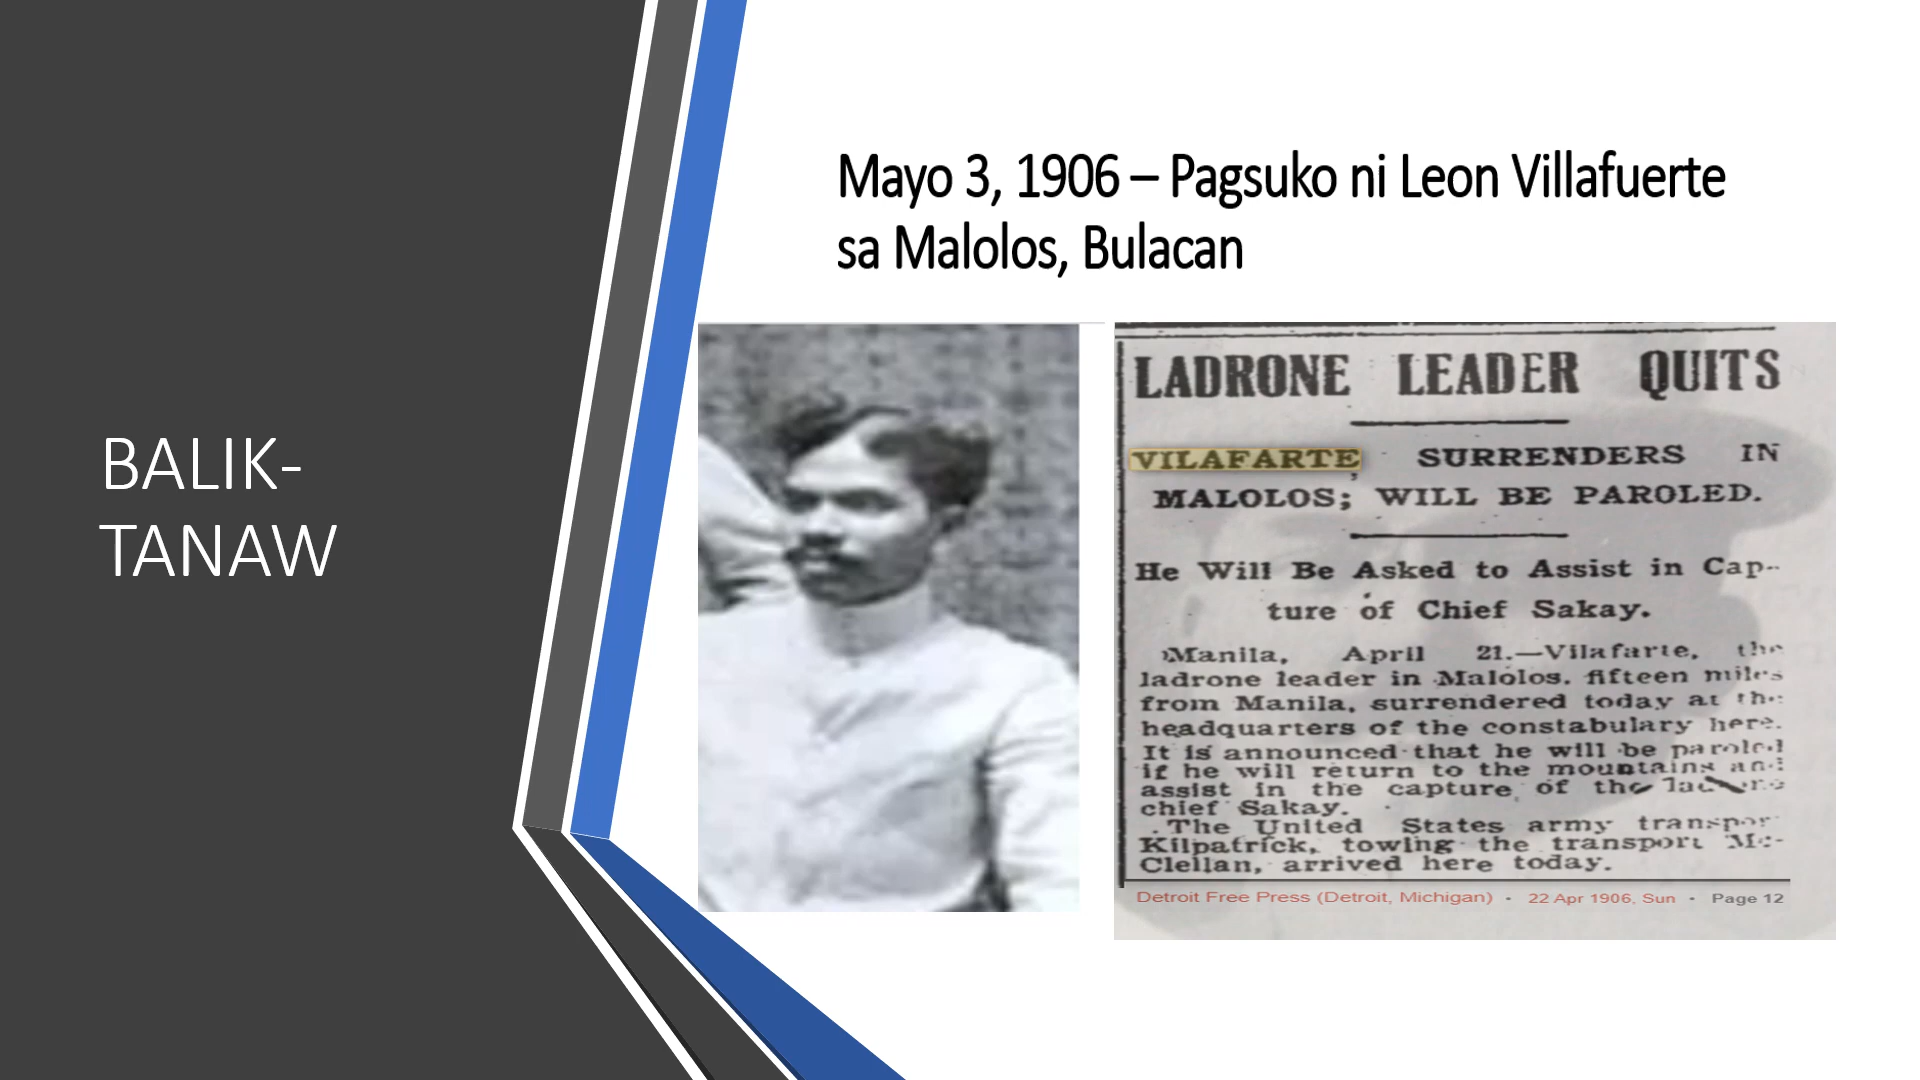 BALIK-
TANAW
Mayo 3, 1906 – Pagsuko ni Leon Villafuerte
sa Malolos, Bulacan
LADRONE LEADER QUITS
VILAFARTE SURRENDERS IN
MALOLOS; WILL BE PAROLED.
He Will Be Asked to Assist in Cap-
ture of Chief Sakay.
Manila, April 21.—Vilafarte, the
ladrone leader in Malolos, fifteen miles
from Manila, surrendered today at the
headquarters of the constabulary here.
It is announced that he will be paroled
if he will return to the mountains and
assist in the capture of the
chief Sakay.
The United States army transport
Kilpatrick, towing the transport Mc-
Clellan, arrived here today.
Detroit Free Press (Detroit, Michigan) · 22 Apr 1906, Sun · Page 12